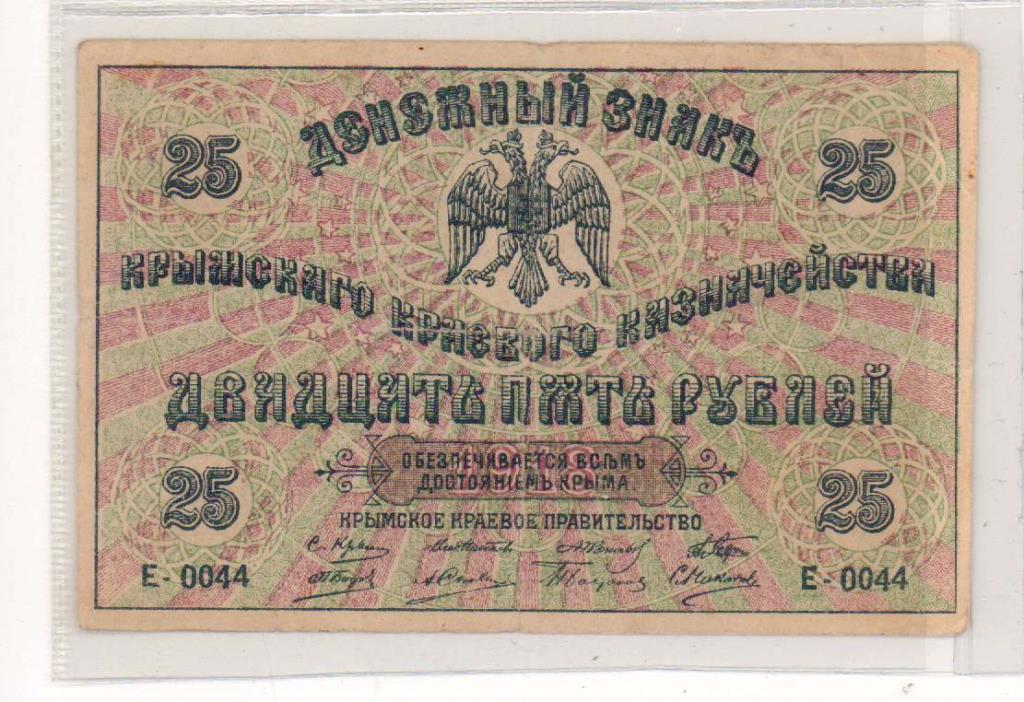 ДЕНЕЖНЫЙ ЗНАКЪ
25 25
КРЫМСКАГО КРАЕВОГО КАЗНАЧЕЙСТВА
ДВАДЦАТЬ ПЯТЬ РУБЛЕЙ
25 25
ОБЕЗПЕЧИВАЕТСЯ ВСѢМЪ
ДОСТОЯНІЕМЪ КРЫМА.
КРЫМСКОЕ КРАЕВОЕ ПРАВИТЕЛЬСТВО
Е-0044 Е-0044